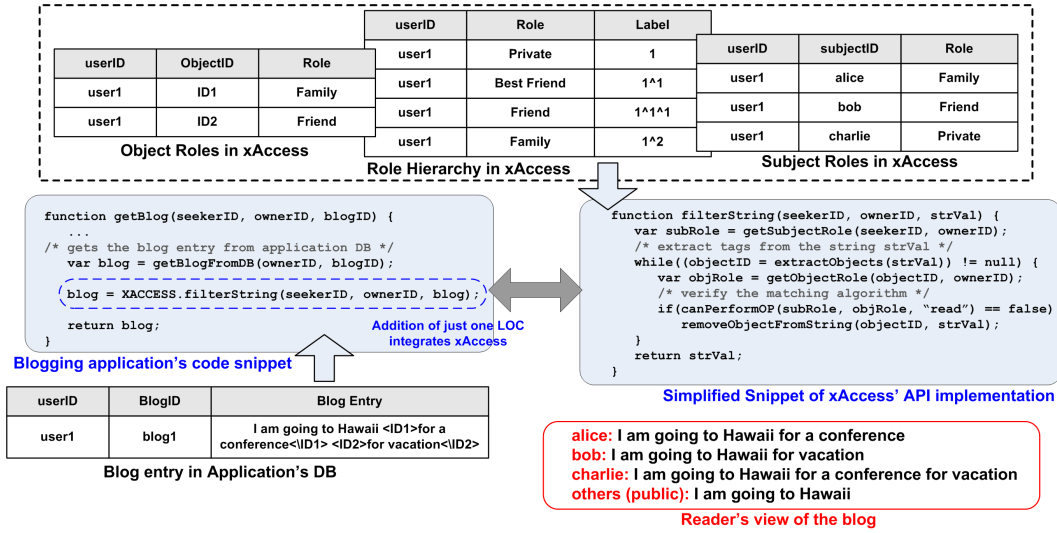 userID ObjectID Role
user1 ID1 Family
user1 ID2 Friend
Object Roles in xAccess
userID Role Label
user1 Private 1
user1 Best Friend 1^1
user1 Friend 1^1^1
user1 Family 1^2
Role Hierarchy in xAccess
userID subjectID Role
user1 alice Family
user1 bob Friend
user1 charlie Private
Subject Roles in xAccess
function getBlog(seekerID, ownerID, blogID) {
...
/* gets the blog entry from application DB */
var blog = getBlogFromDB(ownerID, blogID);
blog = XACCESS.filterString(seekerID, ownerID, blog);
return blog;
}
Addition of just one LOC
integrates xAccess
Blogging application's code snippet
function filterString(seekerID, ownerID, strVal) {
var subRole = getSubjectRole(seekerID, ownerID);
/* extract tags from the string strVal */
while((objectID = extractObjects(strVal)) != null) {
var objRole = getObjectRole(objectID, ownerID);
/* verify the matching algorithm */
if(canPerformOP(subRole, objRole, “read”) == false)
removeObjectFromString(objectID, strVal);
}
return strVal;
}
Simplified Snippet of xAccess' API implementation
userID BlogID Blog Entry
user1 blog1 I am going to Hawaii <ID1>for a
conference<\ID1> <ID2>for vacation<\ID2>
Blog entry in Application's DB
alice: I am going to Hawaii for a conference
bob: I am going to Hawaii for vacation
charlie: I am going to Hawaii for a conference for vacation
others (public): I am going to Hawaii
Reader's view of the blog